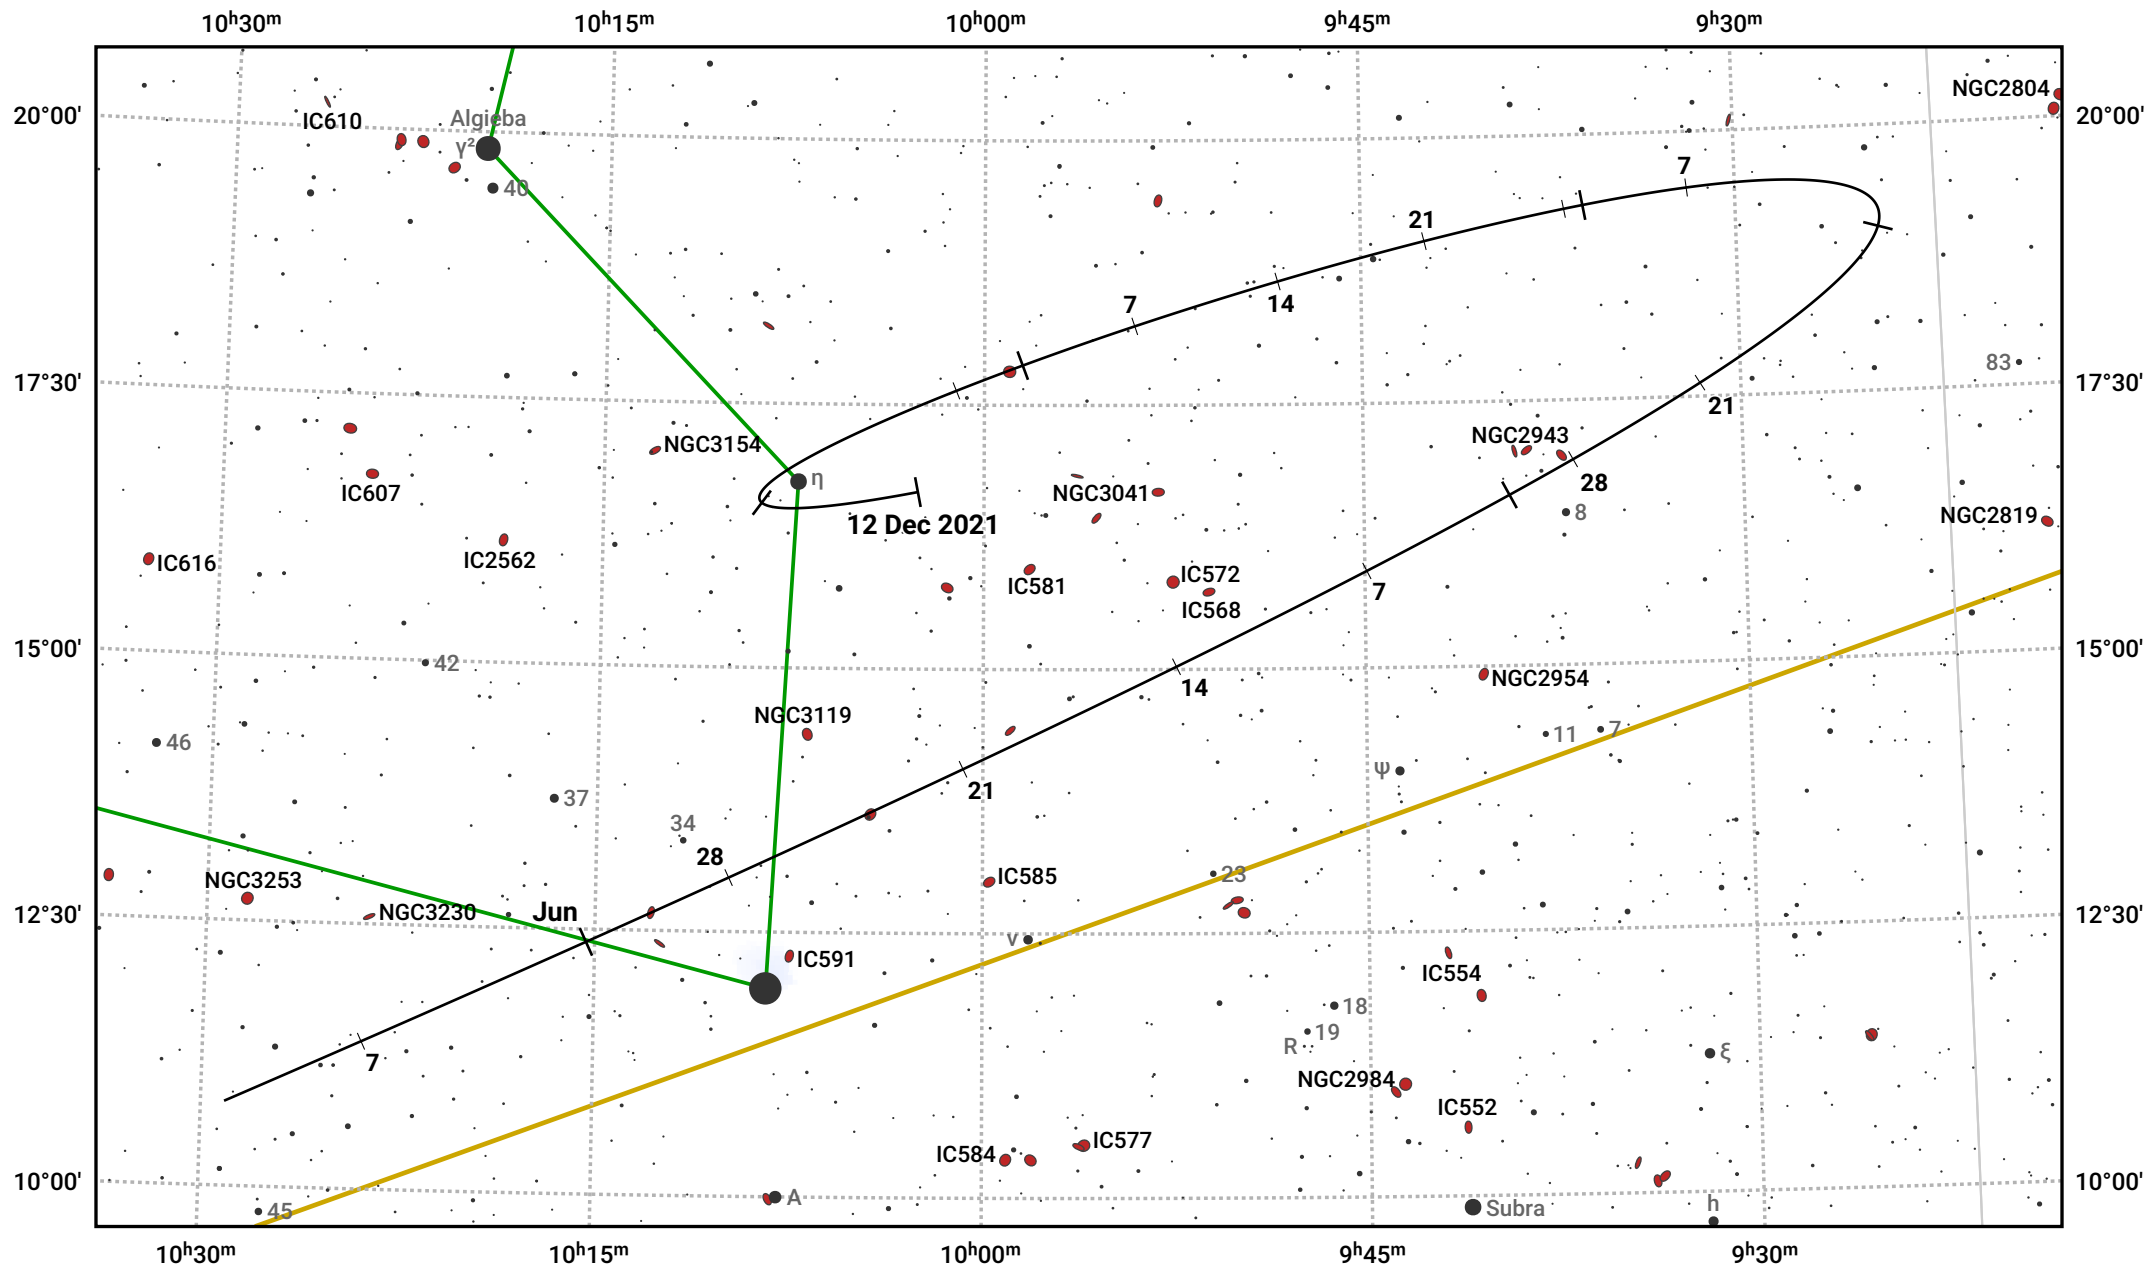 10ʰ30ᵐ 10ʰ15ᵐ 10ʰ00ᵐ 9ʰ45ᵐ 9ʰ30ᵐ
NGC2804
20°00' 20°00'
IC610
Algieba
γ²
40
7
21
7
14
17°30' 17°30'
83
21
NGC2943
NGC3154
η
IC607
NGC3041
28
8
12 Dec 2021
NGC2819
IC616
IC2562
IC581
IC572
IC568
7
15°00' 15°00'
42
14
NGC2954
NGC3119
46
11
7
ψ
21
37
34
28
23
IC585
NGC3253
NGC3230
Jun
12°30' 12°30'
ν
IC591
IC554
18
19
R
ξ
7
NGC2984
IC552
IC577
IC584
10°00' 10°00'
A
45
Subra
h
10ʰ30ᵐ 10ʰ15ᵐ 10ʰ00ᵐ 9ʰ45ᵐ 9ʰ30ᵐ